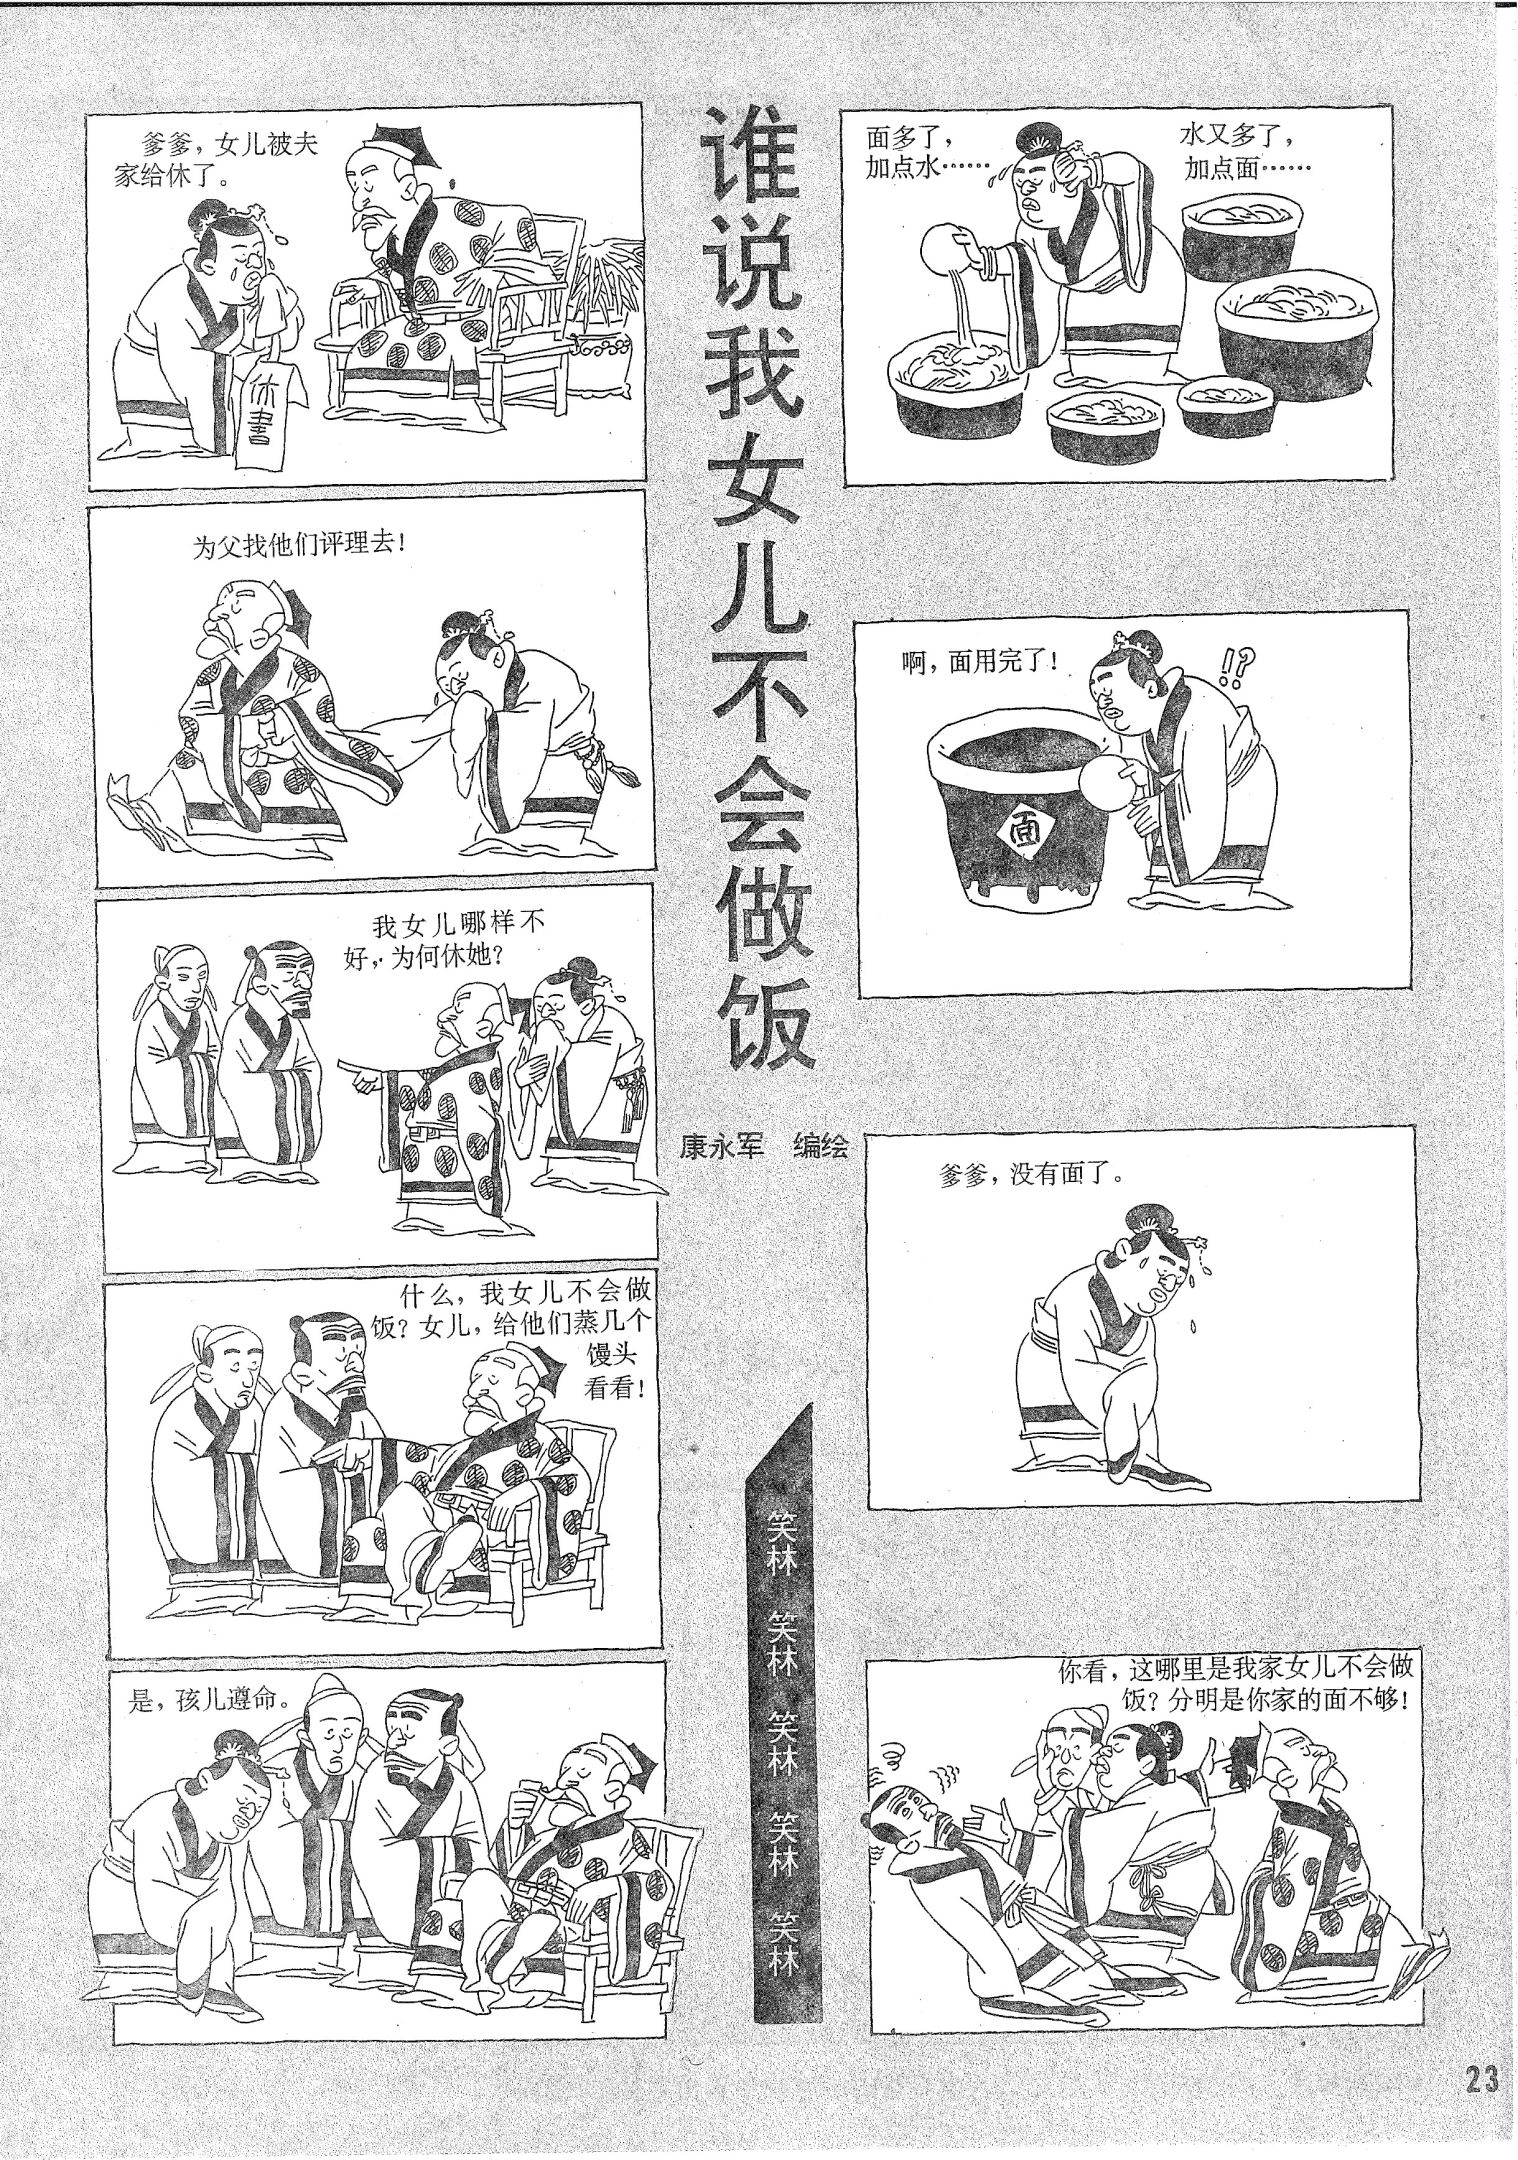 谁说我女儿不会做饭
康永军 编绘
爹爹，女儿被夫
家给休了。
休書
为父找他们评理去！
我女儿哪样不
好，为何休她？
什么，我女儿不会做
饭？女儿，给他们蒸几个
馒头
看看！
是，孩儿遵命。
面多了，
加点水……
水又多了，
加点面……
啊，面用完了！
!!?
面
爹爹，没有面了。
你看，这哪里是我家女儿不会做
饭？分明是你家的面不够！
笑林 笑林 笑林 笑林 笑林
23